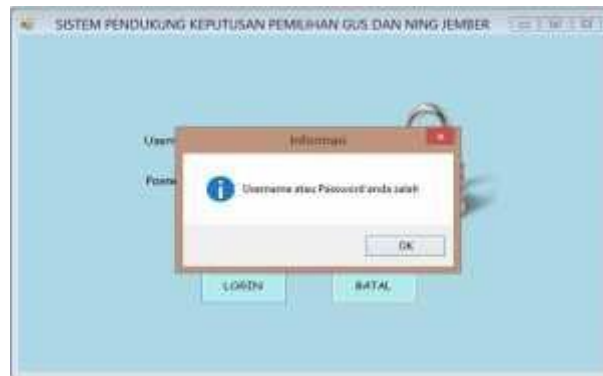 SISTEM PENDUKUNG KEPUTUSAN PEMILIHAN GUS DAN NING JEMBER
Informasi
Username atau Password anda salah
OK
LOGIN
BATAL